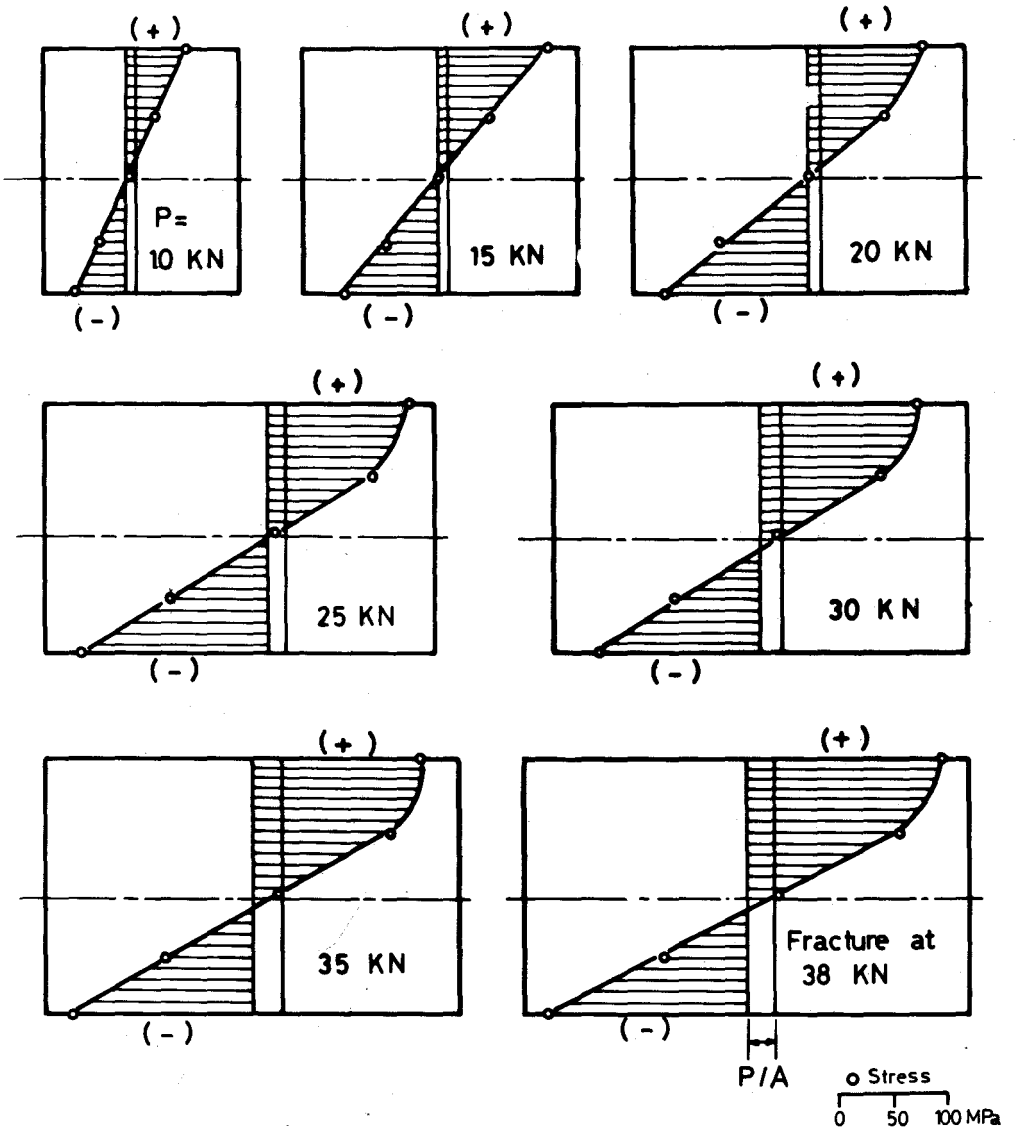 (+) (+) (+)
P=
10 KN 15 KN 20 KN
(-) (-) (-)
(+) (+)
25 KN 30 KN
(-) (-)
(+) (+)
Fracture at
35 KN 38 KN
(-) (-)
P/A
Stress
0 50 100 MPa